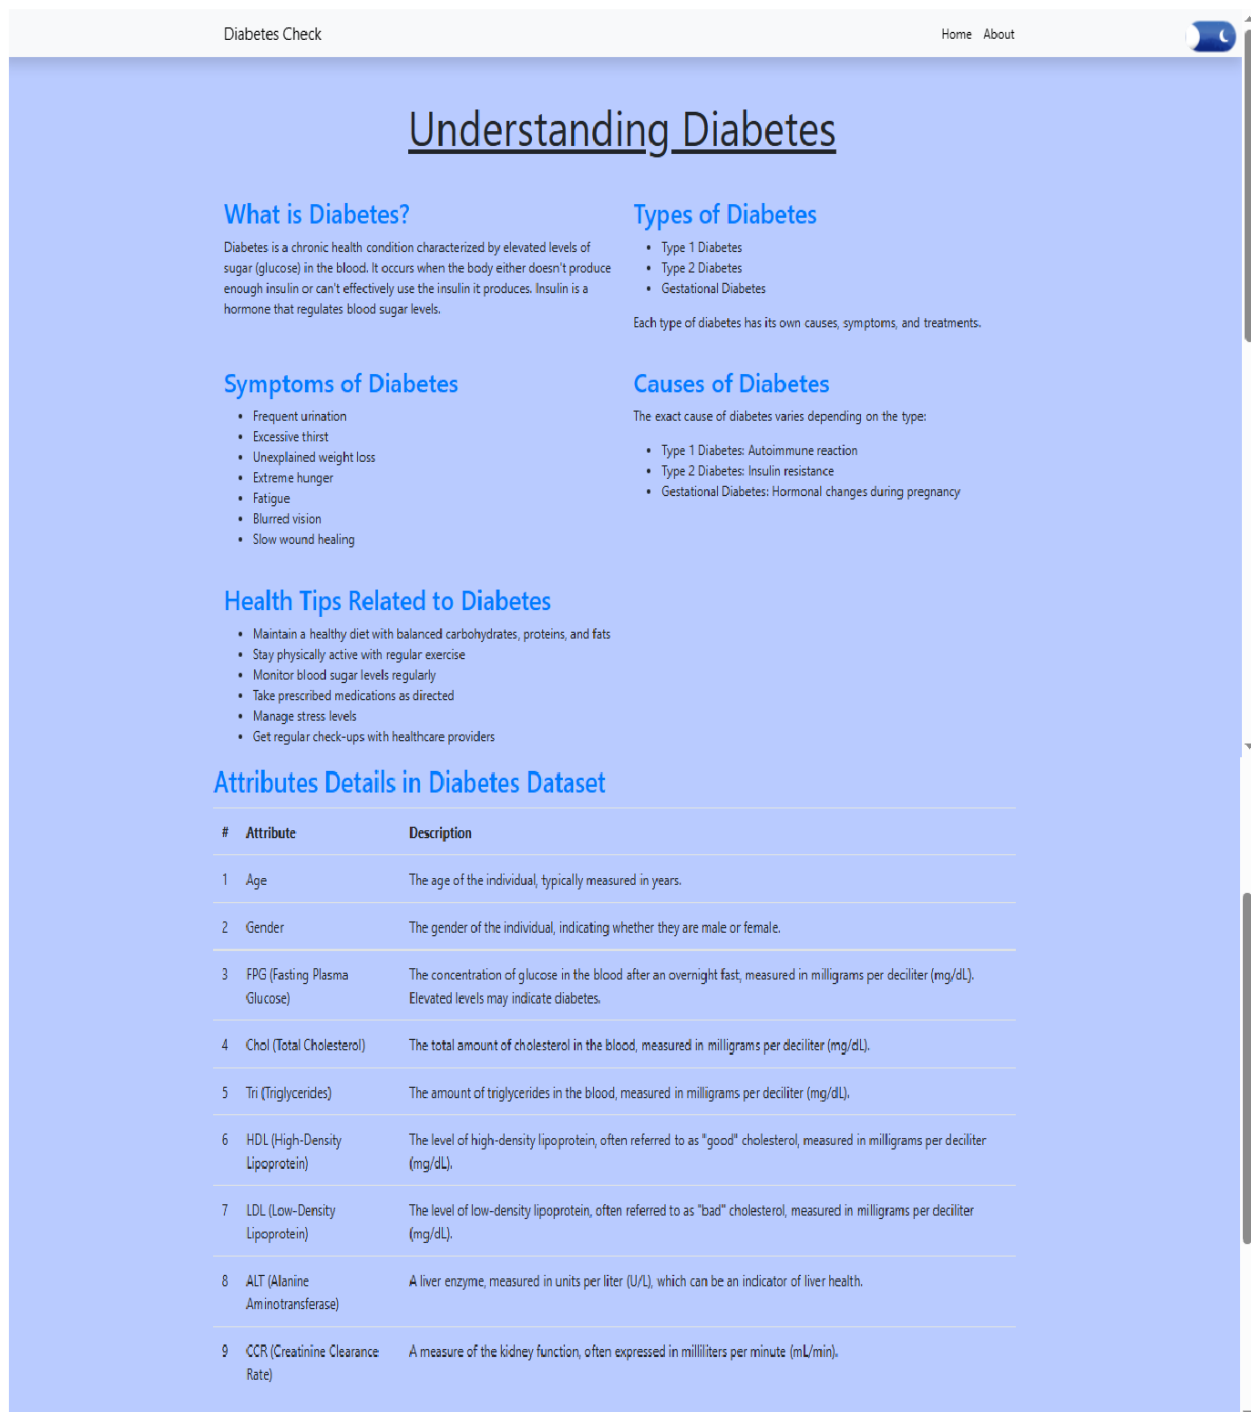 Diabetes Check
Home About
Understanding Diabetes
What is Diabetes?
Diabetes is a chronic health condition characterized by elevated levels of
sugar (glucose) in the blood. It occurs when the body either doesn't produce
enough insulin or can't effectively use the insulin it produces. Insulin is a
hormone that regulates blood sugar levels.
Types of Diabetes
• Type 1 Diabetes
• Type 2 Diabetes
• Gestational Diabetes
Each type of diabetes has its own causes, symptoms, and treatments.
Symptoms of Diabetes
• Frequent urination
• Excessive thirst
• Unexplained weight loss
• Extreme hunger
• Fatigue
• Blurred vision
• Slow wound healing
Causes of Diabetes
The exact cause of diabetes varies depending on the type:
• Type 1 Diabetes: Autoimmune reaction
• Type 2 Diabetes: Insulin resistance
• Gestational Diabetes: Hormonal changes during pregnancy
Health Tips Related to Diabetes
• Maintain a healthy diet with balanced carbohydrates, proteins, and fats
• Stay physically active with regular exercise
• Monitor blood sugar levels regularly
• Take prescribed medications as directed
• Manage stress levels
• Get regular check-ups with healthcare providers
Attributes Details in Diabetes Dataset
# Attribute Description
1 Age The age of the individual, typically measured in years.
2 Gender The gender of the individual, indicating whether they are male or female.
3 FPG (Fasting Plasma The concentration of glucose in the blood after an overnight fast, measured in milligrams per deciliter (mg/dL).
Glucose) Elevated levels may indicate diabetes.
4 Chol (Total Cholesterol) The total amount of cholesterol in the blood, measured in milligrams per deciliter (mg/dL).
5 Tri (Triglycerides) The amount of triglycerides in the blood, measured in milligrams per deciliter (mg/dL).
6 HDL (High-Density The level of high-density lipoprotein, often referred to as "good" cholesterol, measured in milligrams per deciliter
Lipoprotein) (mg/dL).
7 LDL (Low-Density The level of low-density lipoprotein, often referred to as "bad" cholesterol, measured in milligrams per deciliter
Lipoprotein) (mg/dL).
8 ALT (Alanine A liver enzyme, measured in units per liter (U/L), which can be an indicator of liver health.
Aminotransferase)
9 CCR (Creatinine Clearance A measure of the kidney function, often expressed in milliliters per minute (mL/min).
Rate)